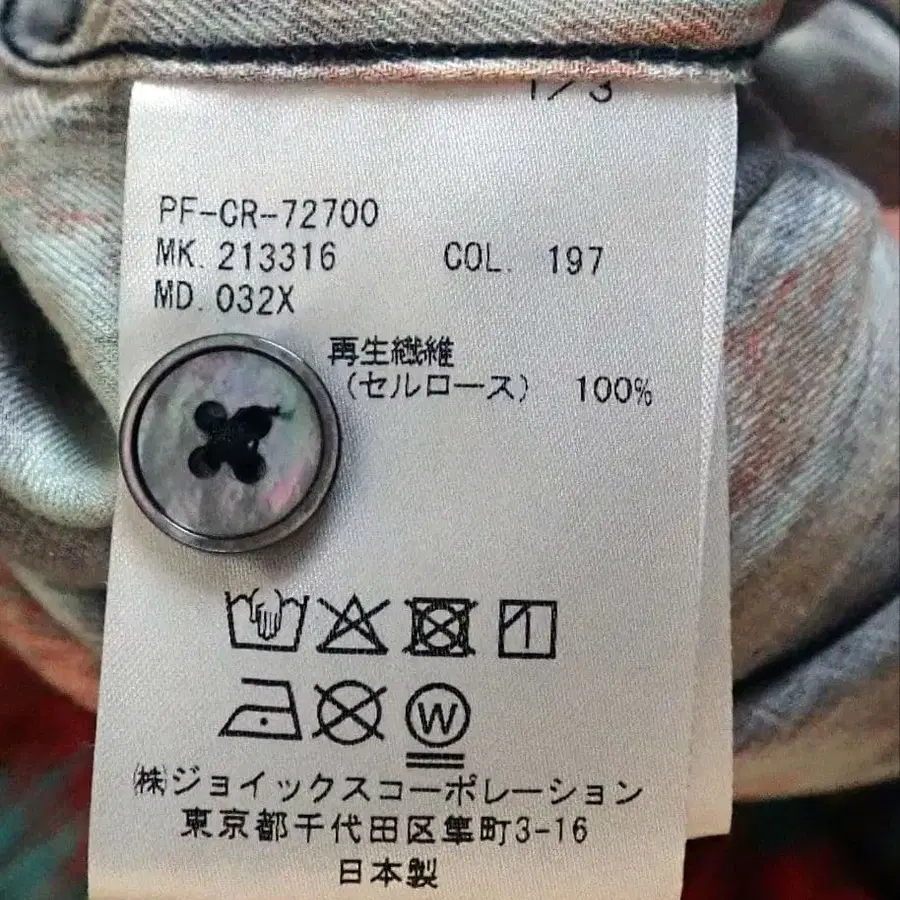 1/3
PF-CR-72700
MK. 213316 COL. 197
MD. 032X
再生繊維
（セルロース） 100%
W
㈱ジョイックスコーポレーション
東京都千代田区隼町3-16
日本製